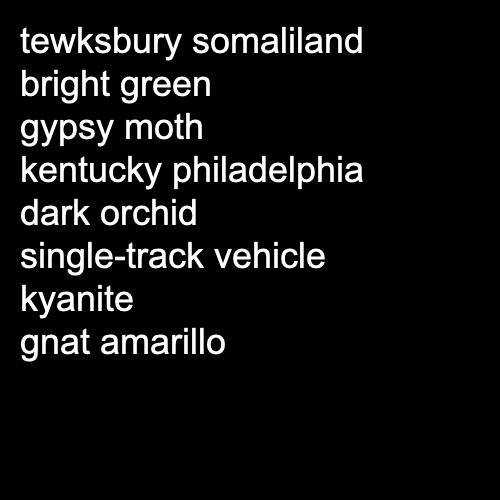 tewksbury somaliland
bright green
gypsy moth
kentucky philadelphia
dark orchid
single-track vehicle
kyanite
gnat amarillo